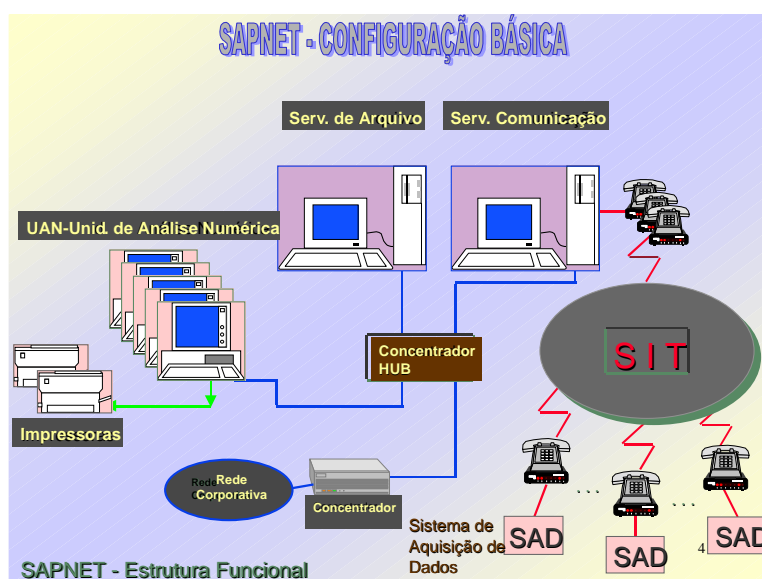 SAPNET - CONFIGURAÇÃO BÁSICA
Serv. de Arquivo
Serv. Comunicação
UAN-Unid. de Análise Numérica
Concentrador
HUB
S I T
Impressoras
Rede
Corporativa
Concentrador
. . .
. . .
Sistema de
Aquisição de
Dados
SAD
SAD
SAD
4
SAPNET - Estrutura Funcional